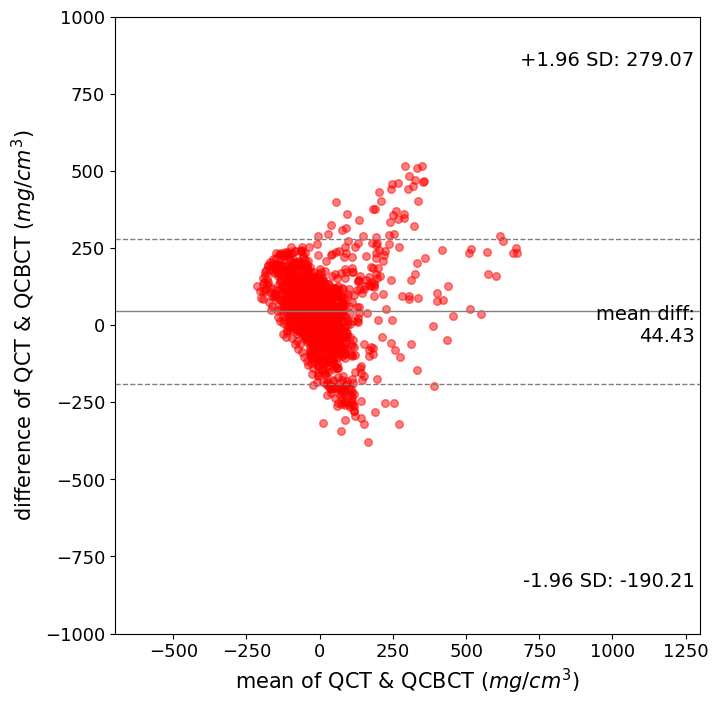 1000
750
500
250
0
−250
−500
−750
−1000
difference of QCT & QCBCT (mg/cm³)
+1.96 SD: 279.07
mean diff:
44.43
-1.96 SD: -190.21
−500 −250 0 250 500 750 1000 1250
mean of QCT & QCBCT (mg/cm³)